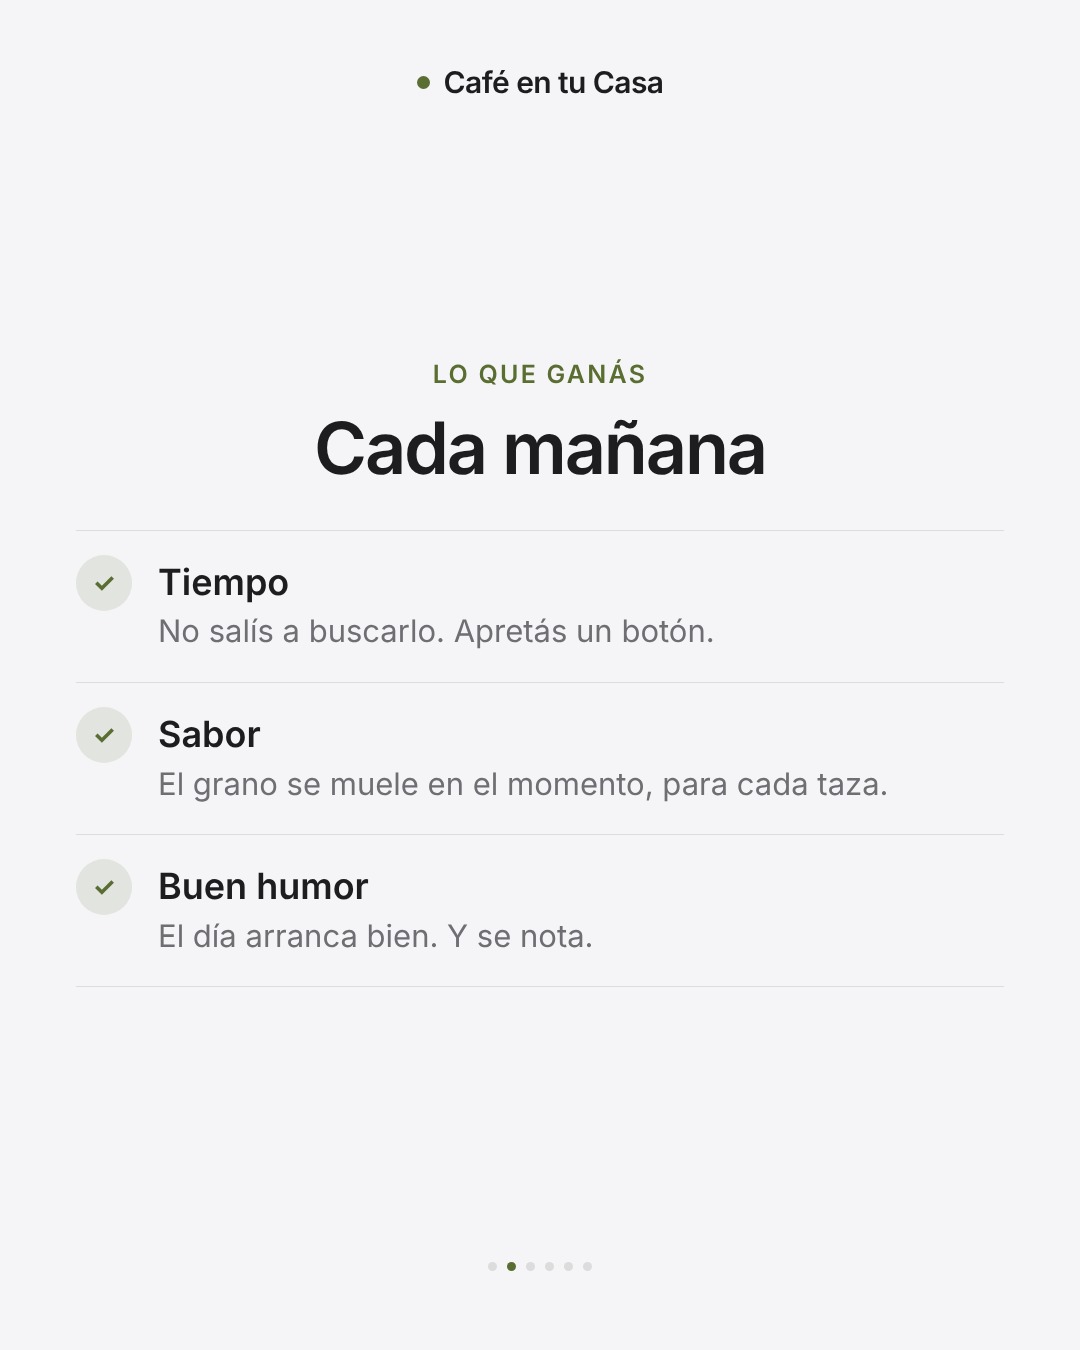 Café en tu Casa
LO QUE GANÁS
Cada mañana
Tiempo
No salís a buscarlo. Apretás un botón.
Sabor
El grano se muele en el momento, para cada taza.
Buen humor
El día arranca bien. Y se nota.